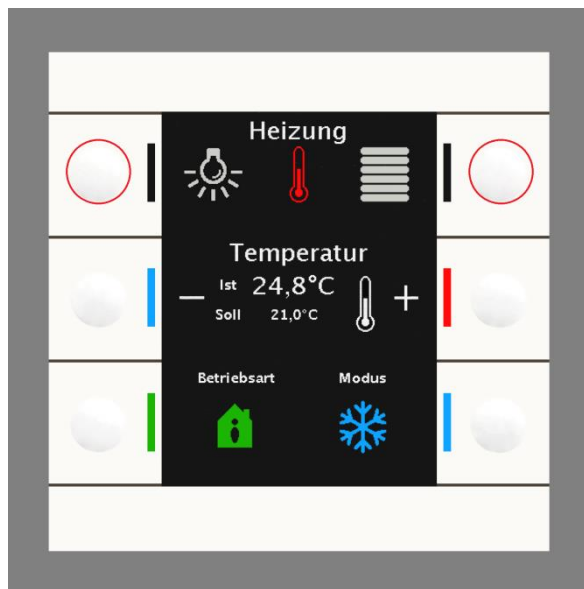 Heizung
Temperatur
− Ist 24,8°C +
Soll 21,0°C
Betriebsart Modus